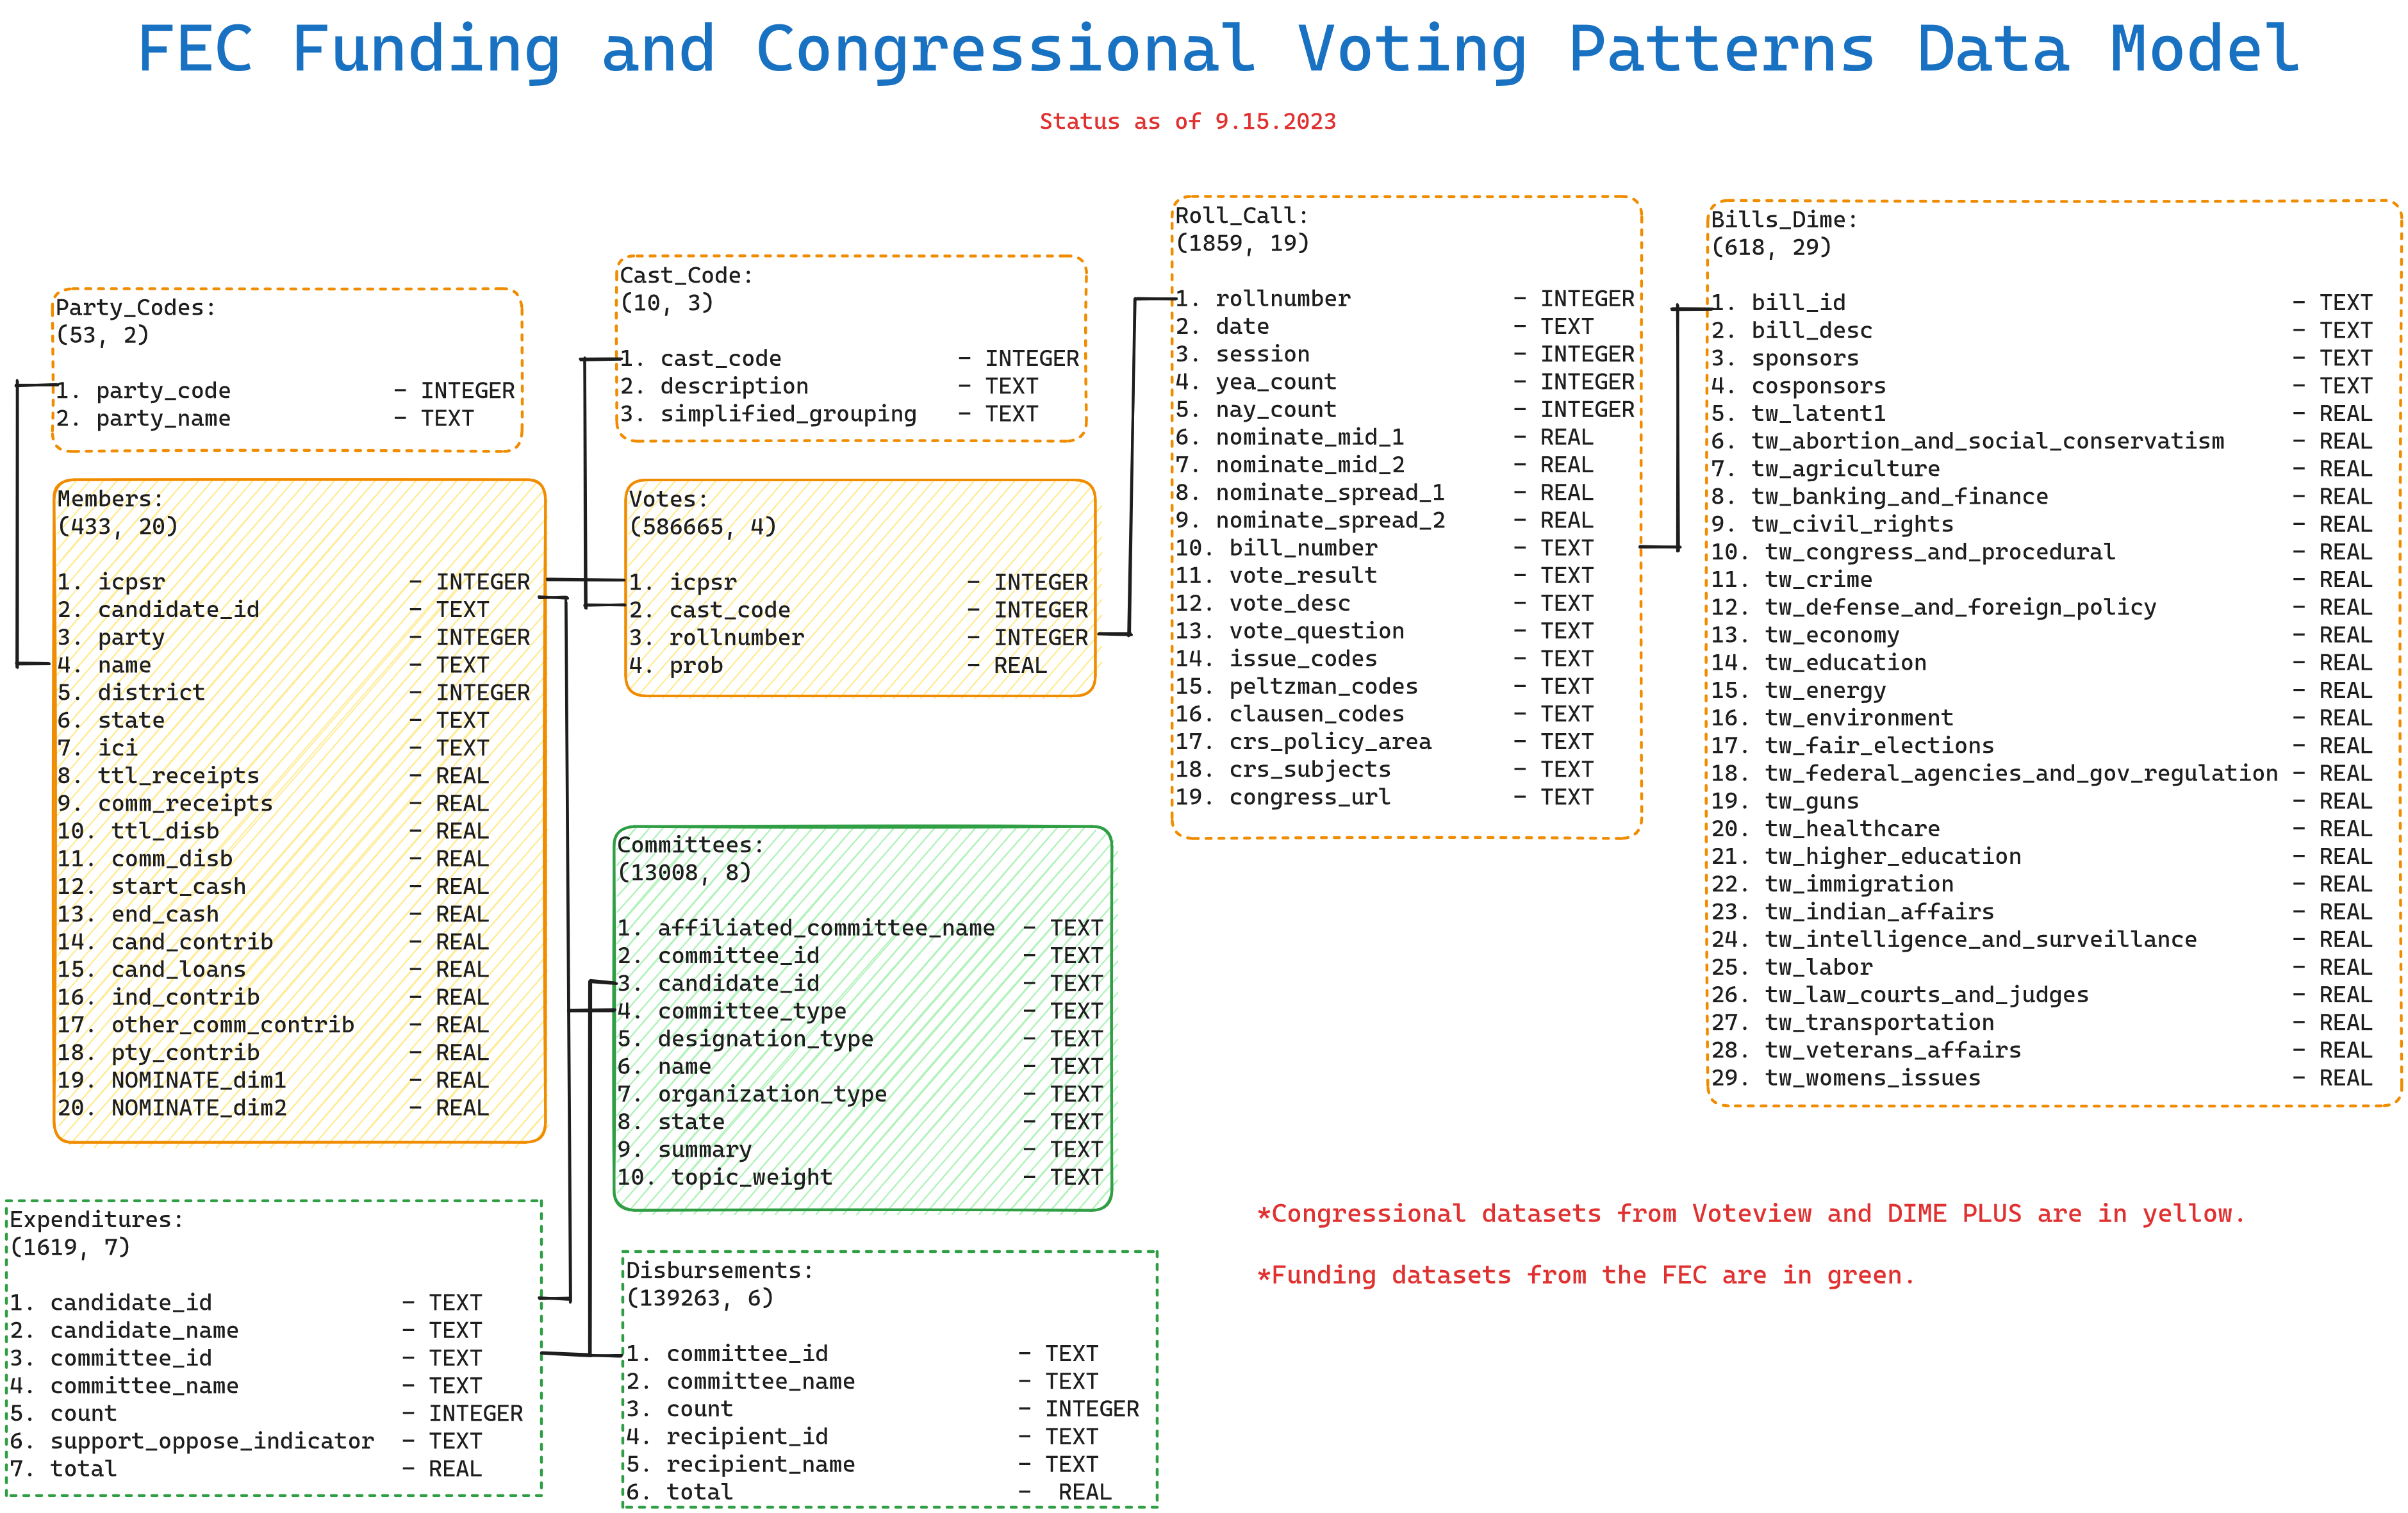 FEC Funding and Congressional Voting Patterns Data Model
Status as of 9.15.2023
Party_Codes:
(53, 2)
1. party_code – INTEGER
2. party_name – TEXT
Members:
(433, 20)
1. icpsr – INTEGER
2. candidate_id – TEXT
3. party – INTEGER
4. name – TEXT
5. district – INTEGER
6. state – TEXT
7. ici – TEXT
8. ttl_receipts – REAL
9. comm_receipts – REAL
10. ttl_disb – REAL
11. comm_disb – REAL
12. start_cash – REAL
13. end_cash – REAL
14. cand_contrib – REAL
15. cand_loans – REAL
16. ind_contrib – REAL
17. other_comm_contrib – REAL
18. pty_contrib – REAL
19. NOMINATE_dim1 – REAL
20. NOMINATE_dim2 – REAL
Expenditures:
(1619, 7)
1. candidate_id – TEXT
2. candidate_name – TEXT
3. committee_id – TEXT
4. committee_name – TEXT
5. count – INTEGER
6. support_oppose_indicator – TEXT
7. total – REAL
Cast_Code:
(10, 3)
1. cast_code – INTEGER
2. description – TEXT
3. simplified_grouping – TEXT
Votes:
(586665, 4)
1. icpsr – INTEGER
2. cast_code – INTEGER
3. rollnumber – INTEGER
4. prob – REAL
Committees:
(13008, 8)
1. affiliated_committee_name – TEXT
2. committee_id – TEXT
3. candidate_id – TEXT
4. committee_type – TEXT
5. designation_type – TEXT
6. name – TEXT
7. organization_type – TEXT
8. state – TEXT
9. summary – TEXT
10. topic_weight – TEXT
Disbursements:
(139263, 6)
1. committee_id – TEXT
2. committee_name – TEXT
3. count – INTEGER
4. recipient_id – TEXT
5. recipient_name – TEXT
6. total – REAL
Roll_Call:
(1859, 19)
1. rollnumber – INTEGER
2. date – TEXT
3. session – INTEGER
4. yea_count – INTEGER
5. nay_count – INTEGER
6. nominate_mid_1 – REAL
7. nominate_mid_2 – REAL
8. nominate_spread_1 – REAL
9. nominate_spread_2 – REAL
10. bill_number – TEXT
11. vote_result – TEXT
12. vote_desc – TEXT
13. vote_question – TEXT
14. issue_codes – TEXT
15. peltzman_codes – TEXT
16. clausen_codes – TEXT
17. crs_policy_area – TEXT
18. crs_subjects – TEXT
19. congress_url – TEXT
Bills_Dime:
(618, 29)
1. bill_id – TEXT
2. bill_desc – TEXT
3. sponsors – TEXT
4. cosponsors – TEXT
5. tw_latent1 – REAL
6. tw_abortion_and_social_conservatism – REAL
7. tw_agriculture – REAL
8. tw_banking_and_finance – REAL
9. tw_civil_rights – REAL
10. tw_congress_and_procedural – REAL
11. tw_crime – REAL
12. tw_defense_and_foreign_policy – REAL
13. tw_economy – REAL
14. tw_education – REAL
15. tw_energy – REAL
16. tw_environment – REAL
17. tw_fair_elections – REAL
18. tw_federal_agencies_and_gov_regulation – REAL
19. tw_guns – REAL
20. tw_healthcare – REAL
21. tw_higher_education – REAL
22. tw_immigration – REAL
23. tw_indian_affairs – REAL
24. tw_intelligence_and_surveillance – REAL
25. tw_labor – REAL
26. tw_law_courts_and_judges – REAL
27. tw_transportation – REAL
28. tw_veterans_affairs – REAL
29. tw_womens_issues – REAL
*Congressional datasets from Voteview and DIME PLUS are in yellow.
*Funding datasets from the FEC are in green.